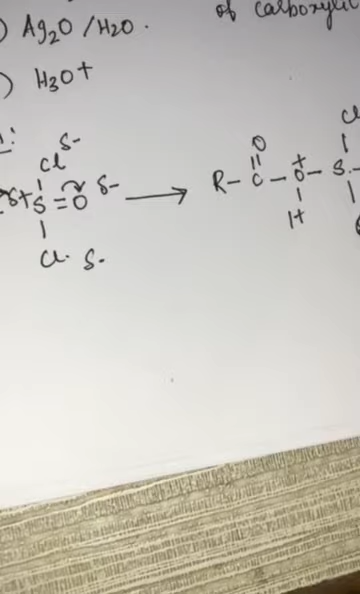 ) Ag2O / H2O.
of carboxylic
) H3O+
δ-
Cl
δ+ S = O δ-
Cl. δ-
→
O
||
R - C - O+ - S -
H
Cl